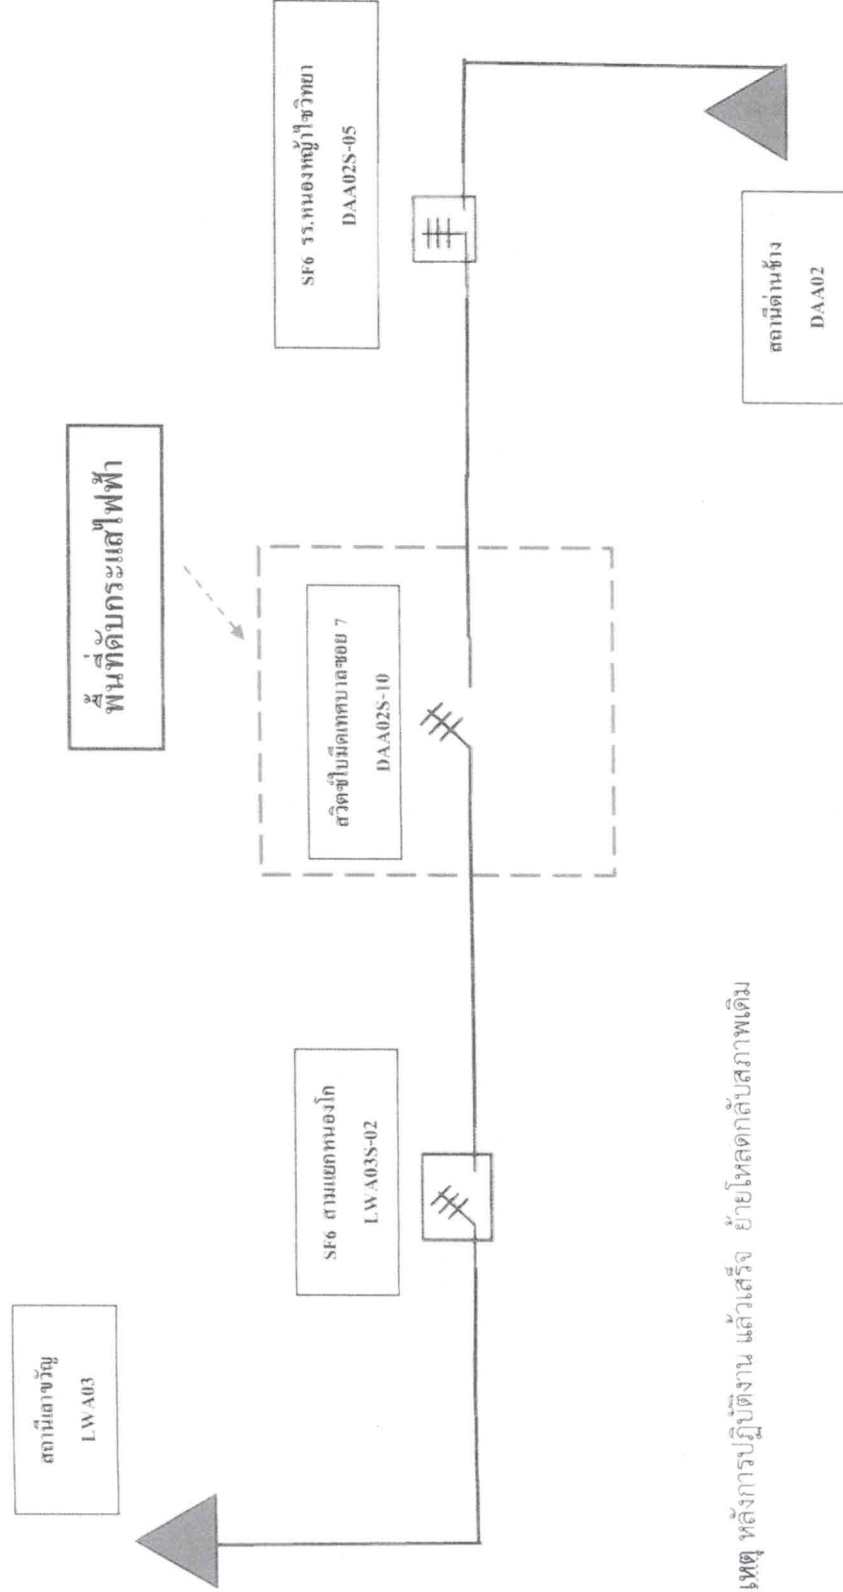 สถานีเลาขวัญ
LWA03
SF6 สามแยกหนองโก
LWA03S-02
พื้นที่ดับกระแสไฟฟ้า
สวิตซ์ใบมีดเทศบาลซอย 7
DAA02S-10
SF6 รร.หนองหญ้าไซวิทยา
DAA02S-05
สถานีด่านช้าง
DAA02
เหตุ หลังการปฏิบัติงาน แล้วเสร็จ ย้ายโหลดกลับสภาพเดิม